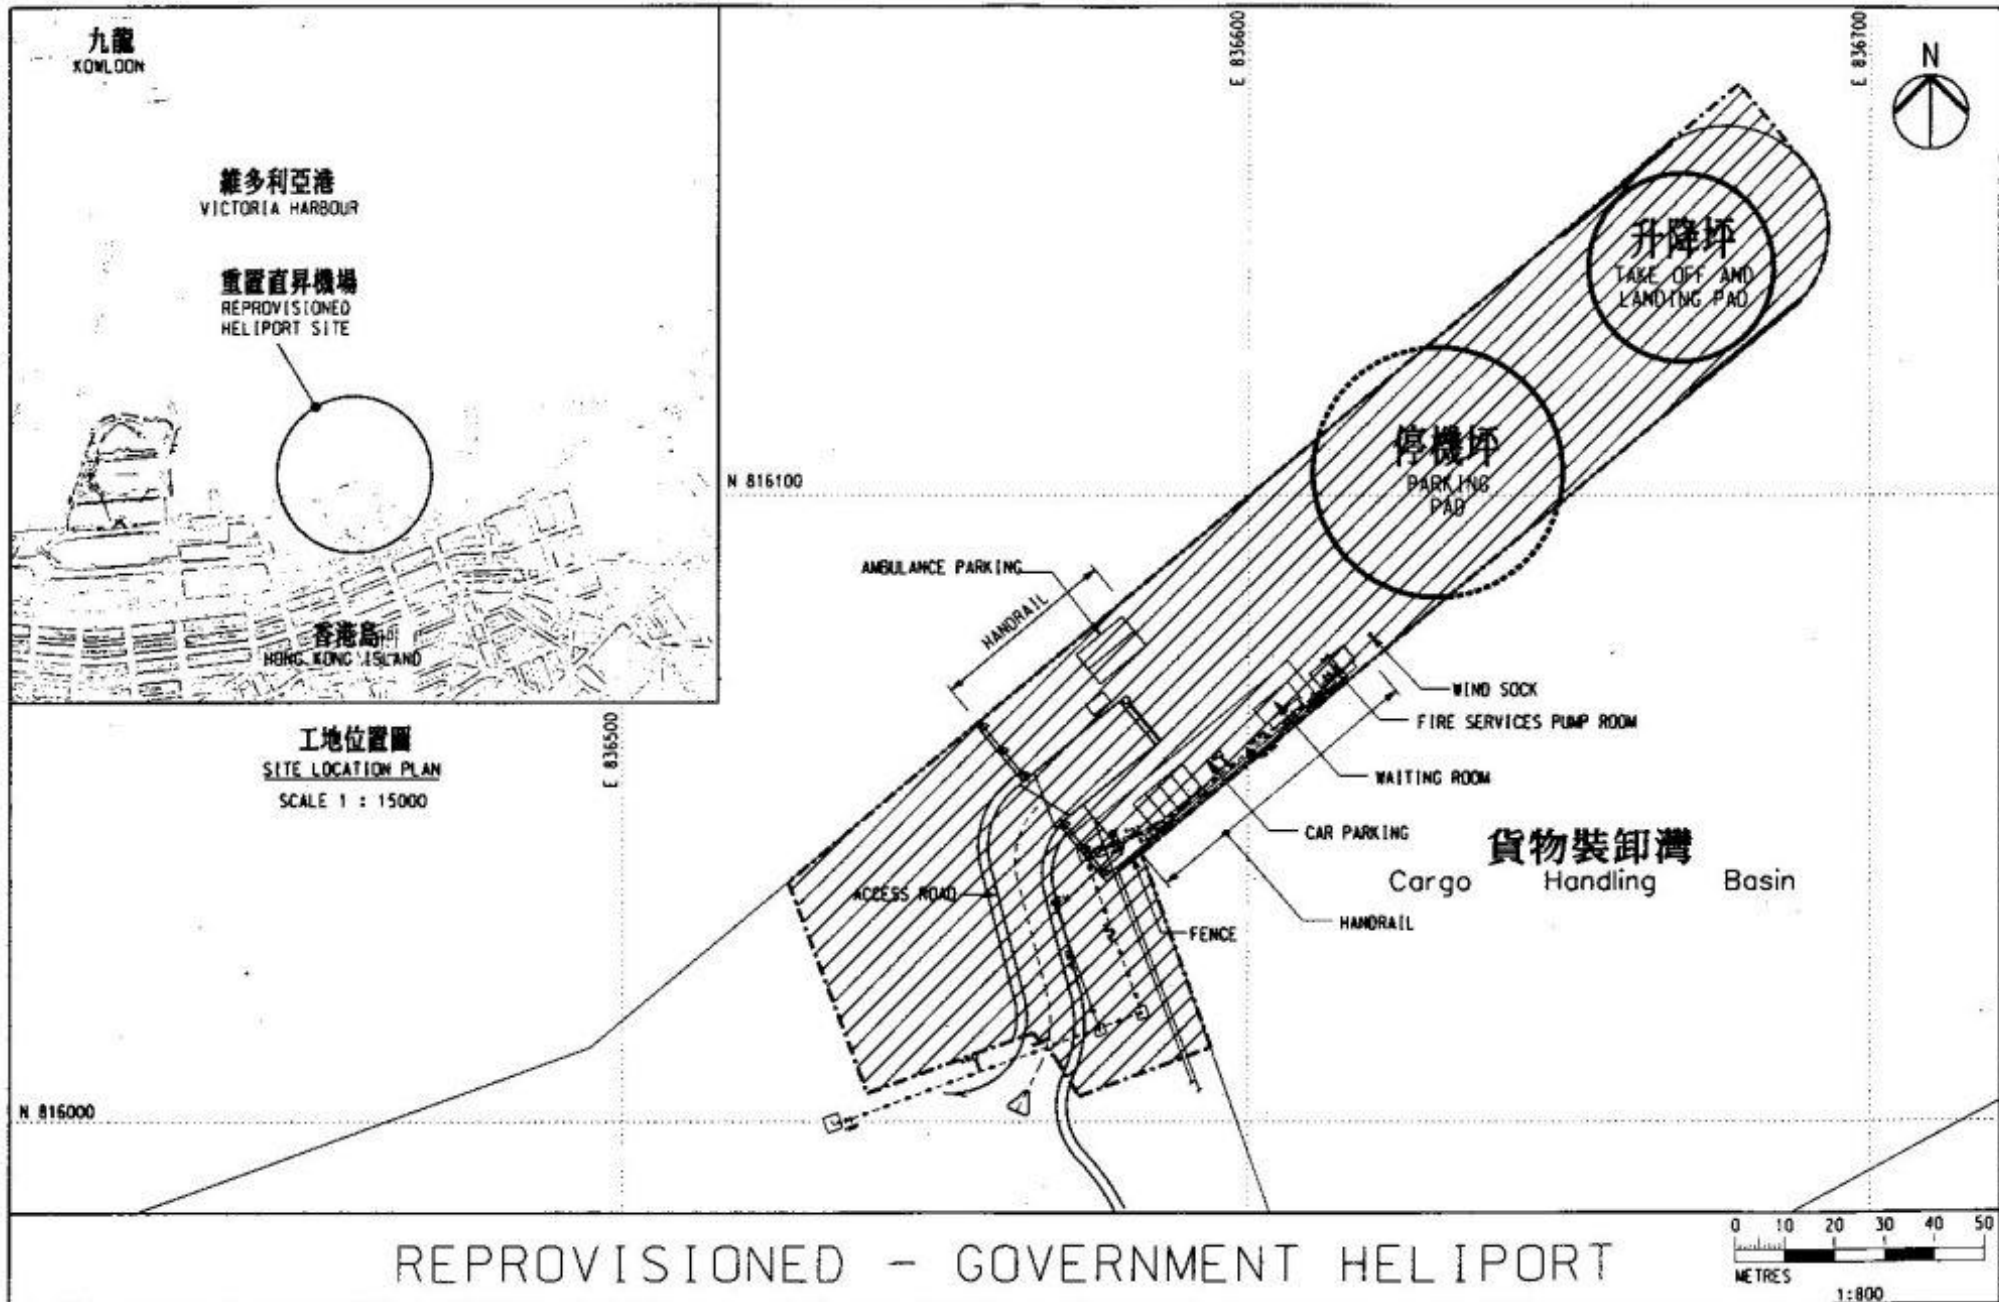 九龍
KOWLOON
維多利亞港
VICTORIA HARBOUR
重置直昇機場
REPROVISIONED
HELIPORT SITE
香港島
HONG KONG ISLAND
工地位置圖
SITE LOCATION PLAN
SCALE 1 : 15000
E 836500
E 836600
E 836700
N
升降坪
TAKE OFF AND
LANDING PAD
停機坪
PARKING
PAD
N 816100
AMBULANCE PARKING
HANDRAIL
WIND SOCK
FIRE SERVICES PUMP ROOM
WAITING ROOM
CAR PARKING
貨物裝卸灣
Cargo Handling Basin
HANDRAIL
ACCESS ROAD
FENCE
N 816000
REPROVISIONED - GOVERNMENT HELIPORT
0 10 20 30 40 50
METRES
1:800